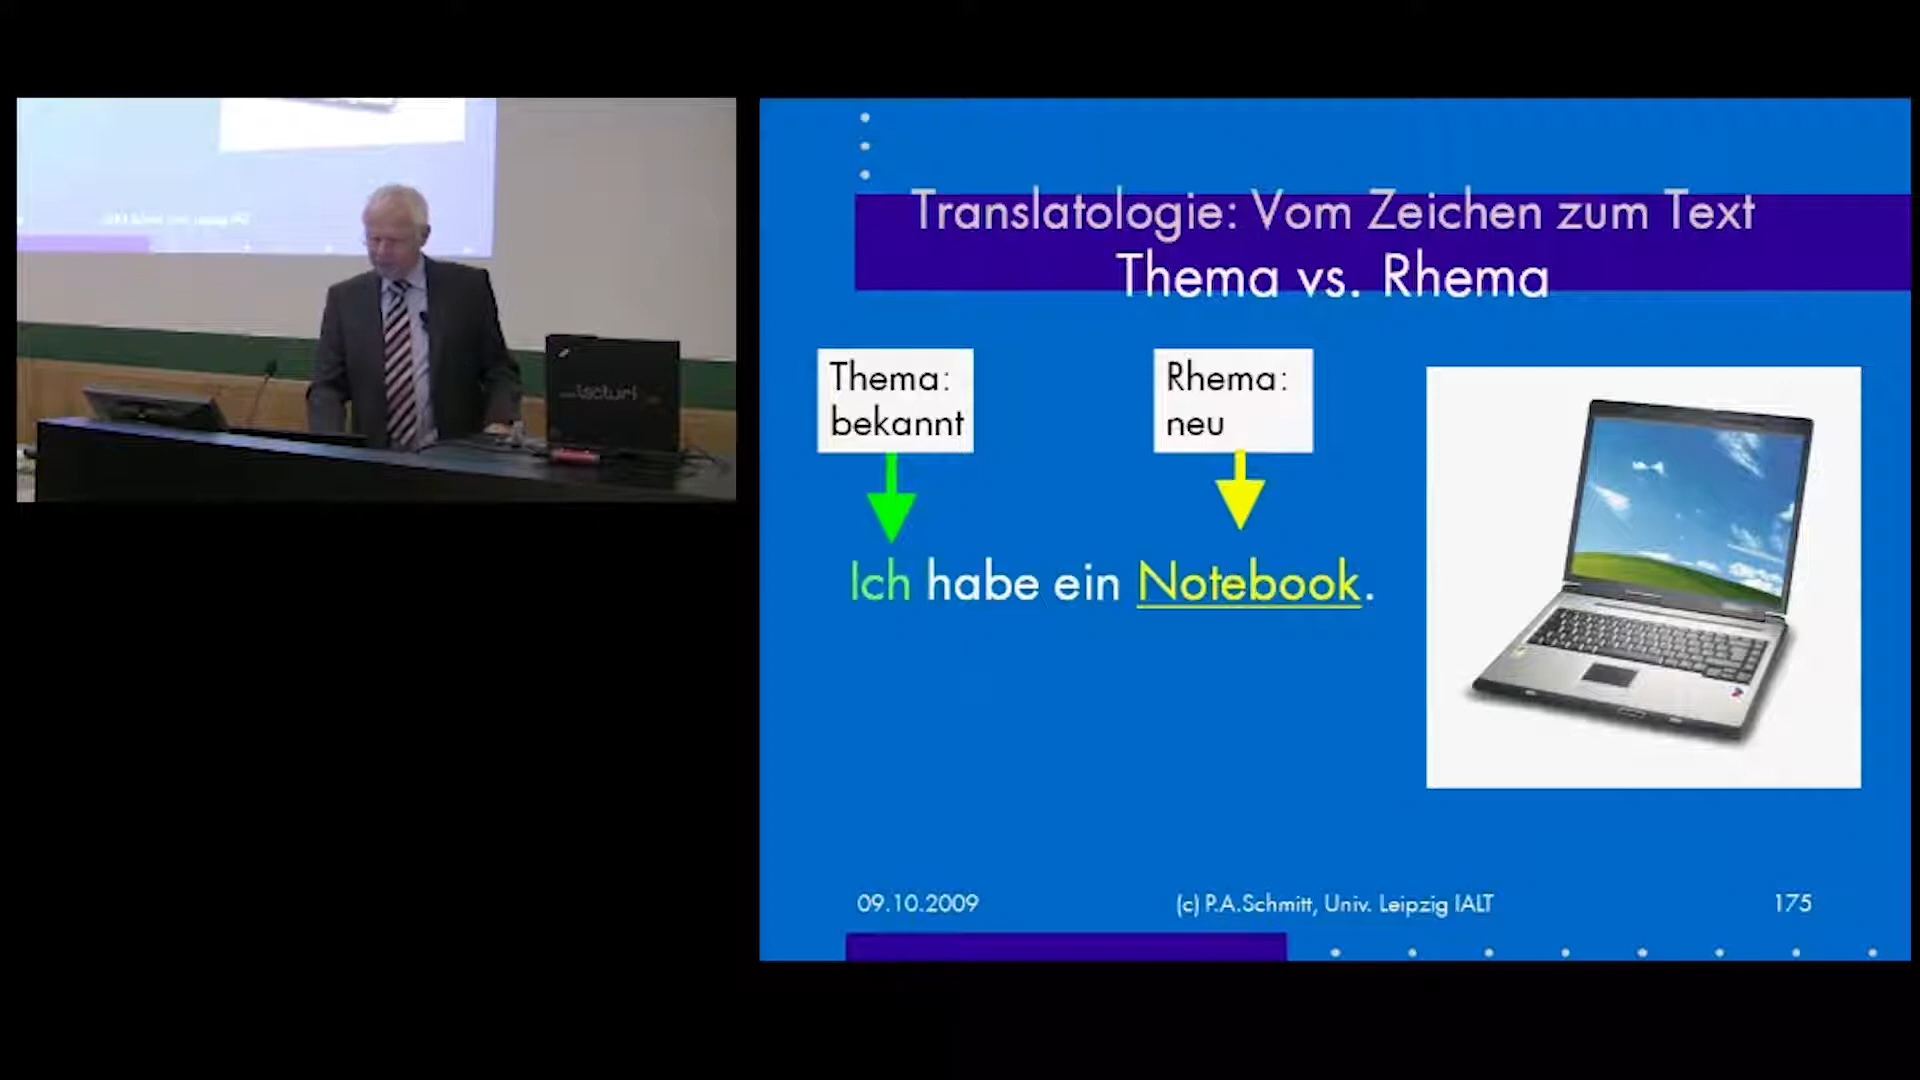 Translatologie: Vom Zeichen zum Text
Thema vs. Rhema
Thema:
bekannt
Rhema:
neu
Ich habe ein Notebook.
09.10.2009
(c) P.A.Schmitt, Univ. Leipzig IALT
175